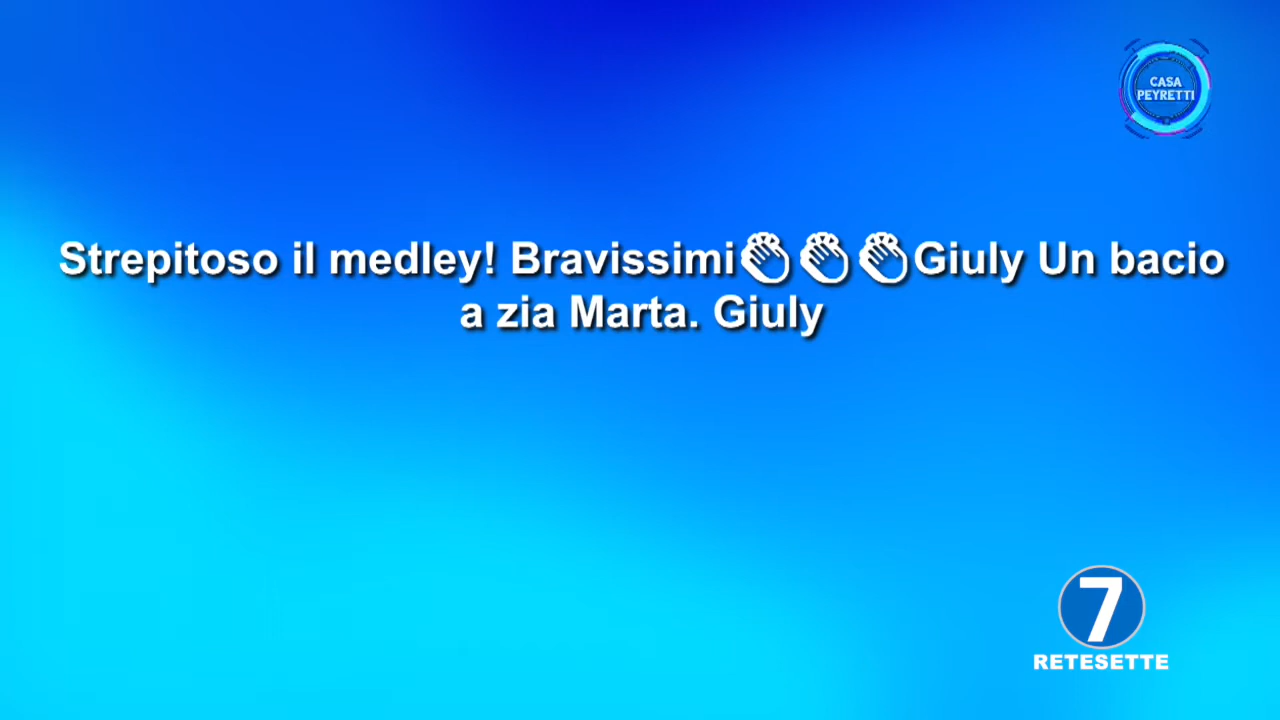 CASA
PEYRETTI
Strepitoso il medley! Bravissimi👏👏👏Giuly Un bacio
a zia Marta. Giuly
7
RETESETTE